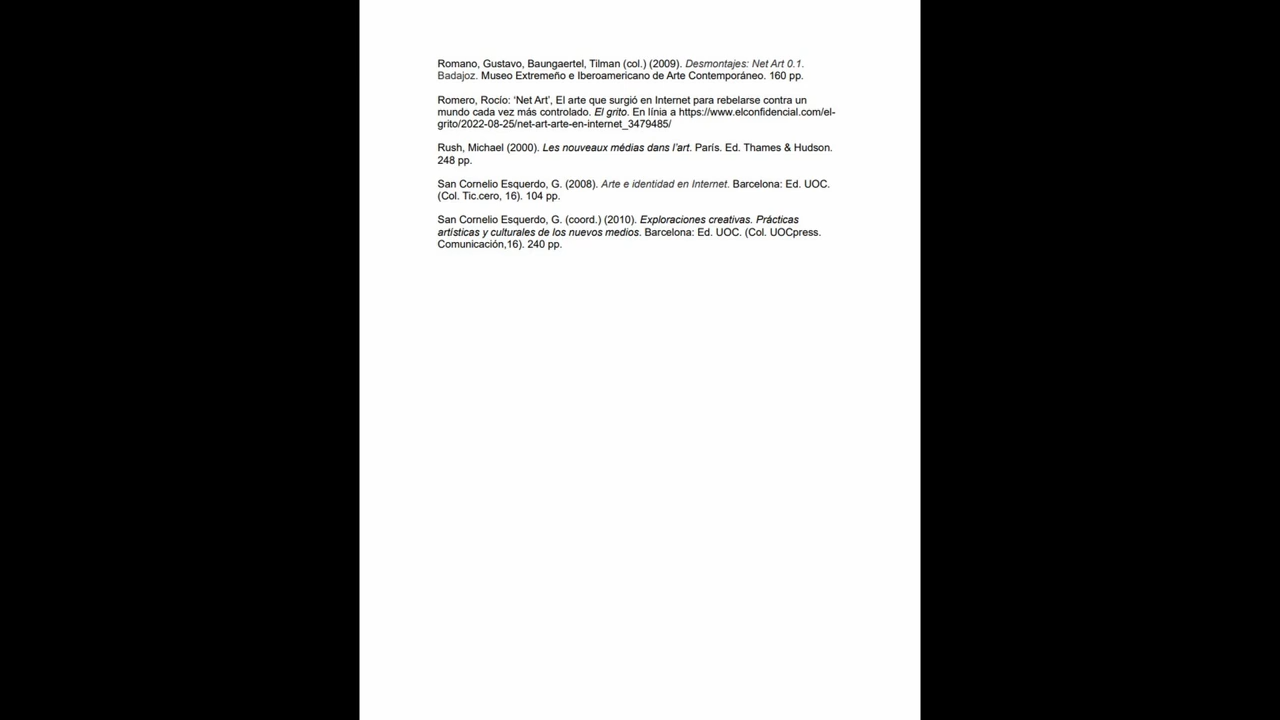 Romano, Gustavo, Baungaertel, Tilman (col.) (2009). Desmontajes: Net Art 0.1.
Badajoz. Museo Extremeño e Iberoamericano de Arte Contemporáneo. 160 pp.
Romero, Rocío: ‘Net Art’, El arte que surgió en Internet para rebelarse contra un
mundo cada vez más controlado. El grito. En línia a https://www.elconfidencial.com/el-
grito/2022-08-25/net-art-arte-en-internet_3479485/
Rush, Michael (2000). Les nouveaux médias dans l’art. París. Ed. Thames & Hudson.
248 pp.
San Cornelio Esquerdo, G. (2008). Arte e identidad en Internet. Barcelona: Ed. UOC.
(Col. Tic.cero, 16). 104 pp.
San Cornelio Esquerdo, G. (coord.) (2010). Exploraciones creativas. Prácticas
artísticas y culturales de los nuevos medios. Barcelona: Ed. UOC. (Col. UOCpress.
Comunicación,16). 240 pp.